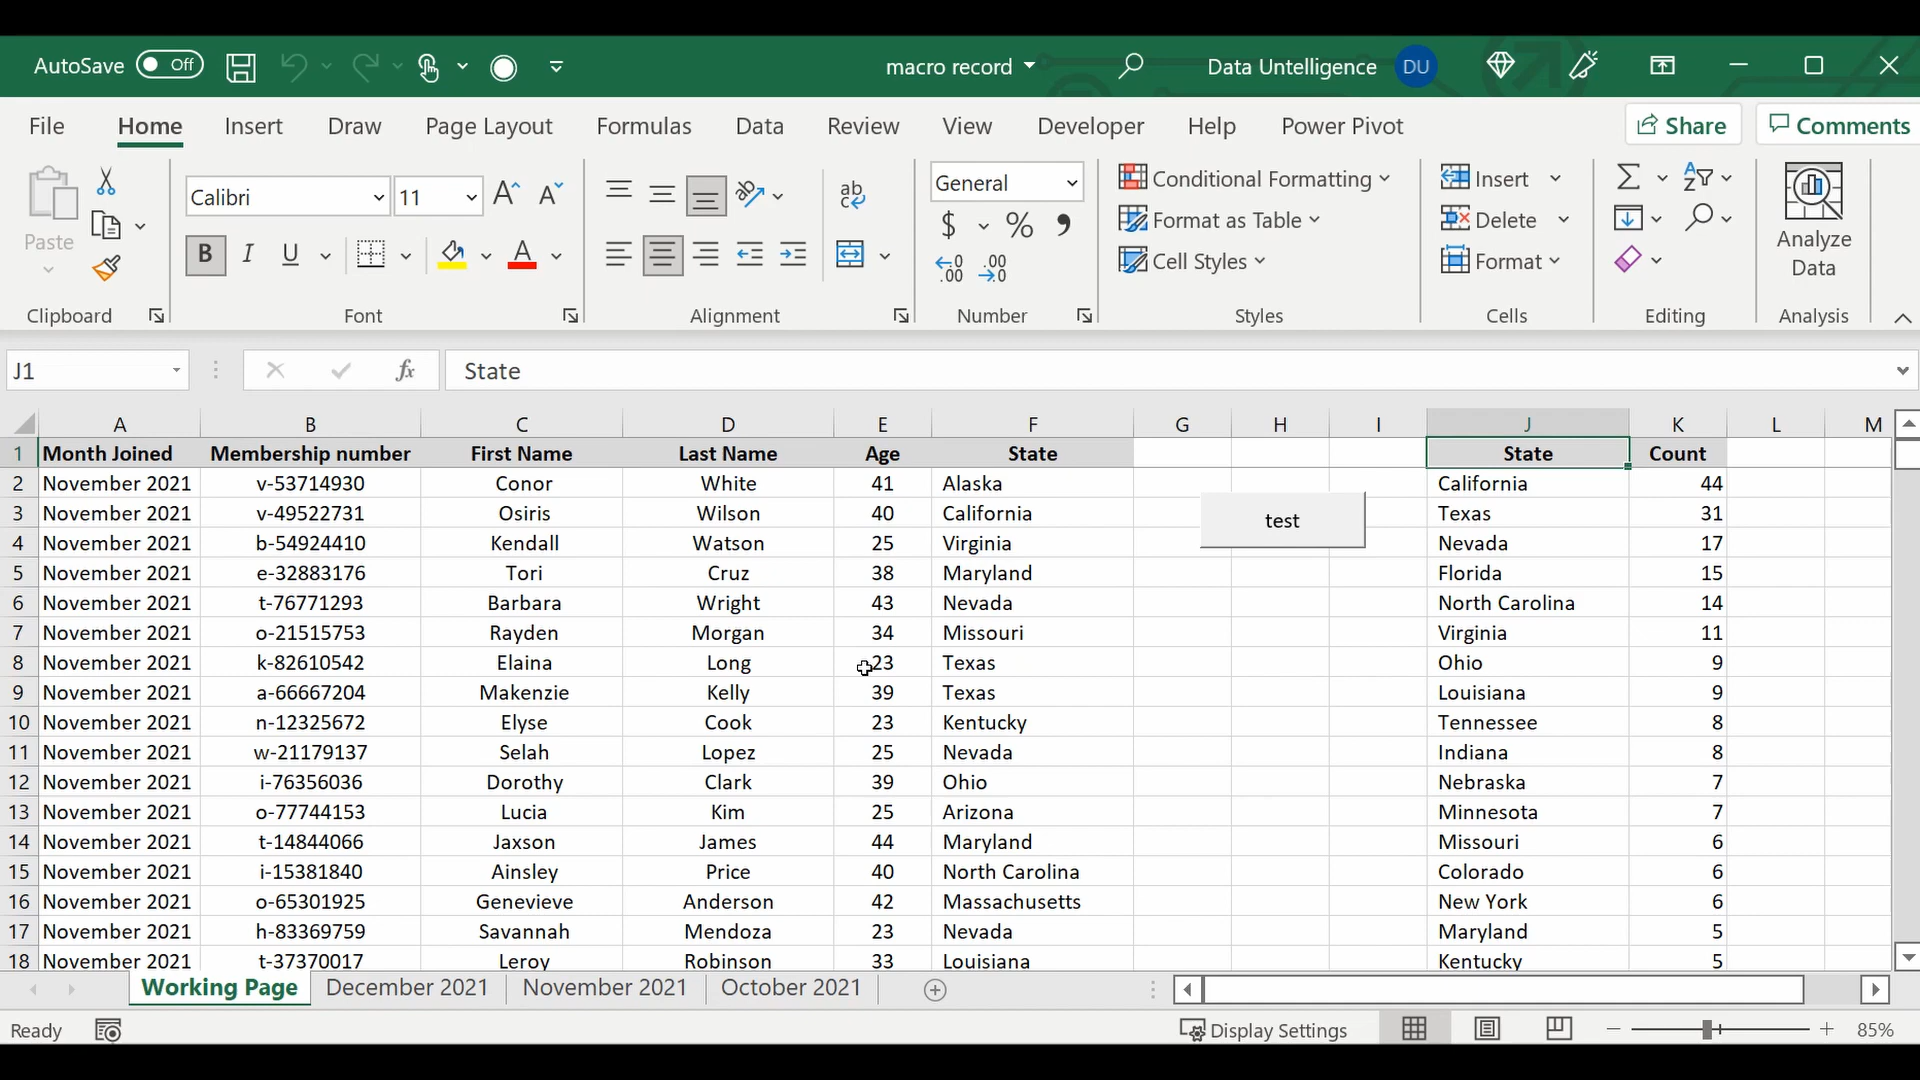 AutoSave Off macro record Data Untelligence DU
File Home Insert Draw Page Layout Formulas Data Review View Developer Help Power Pivot Share Comments
Paste Calibri 11 General Conditional Formatting Insert
$ % Format as Table Delete Analyze Data
B I U A Cell Styles Format
Clipboard Font Alignment Number Styles Cells Editing Analysis
J1 fx State
A B C D E F G H I J K L M
1 Month Joined Membership number First Name Last Name Age State State Count
2 November 2021 v-53714930 Conor White 41 Alaska California 44
3 November 2021 v-49522731 Osiris Wilson 40 California test Texas 31
4 November 2021 b-54924410 Kendall Watson 25 Virginia Nevada 17
5 November 2021 e-32883176 Tori Cruz 38 Maryland Florida 15
6 November 2021 t-76771293 Barbara Wright 43 Nevada North Carolina 14
7 November 2021 o-21515753 Rayden Morgan 34 Missouri Virginia 11
8 November 2021 k-82610542 Elaina Long 23 Texas Ohio 9
9 November 2021 a-66667204 Makenzie Kelly 39 Texas Louisiana 9
10 November 2021 n-12325672 Elyse Cook 23 Kentucky Tennessee 8
11 November 2021 w-21179137 Selah Lopez 25 Nevada Indiana 8
12 November 2021 i-76356036 Dorothy Clark 39 Ohio Nebraska 7
13 November 2021 o-77744153 Lucia Kim 25 Arizona Minnesota 7
14 November 2021 t-14844066 Jaxson James 44 Maryland Missouri 6
15 November 2021 i-15381840 Ainsley Price 40 North Carolina Colorado 6
16 November 2021 o-65301925 Genevieve Anderson 42 Massachusetts New York 6
17 November 2021 h-83369759 Savannah Mendoza 23 Nevada Maryland 5
18 November 2021 t-37370017 Leroy Robinson 33 Louisiana Kentucky 5
Working Page December 2021 November 2021 October 2021
Ready Display Settings 85%